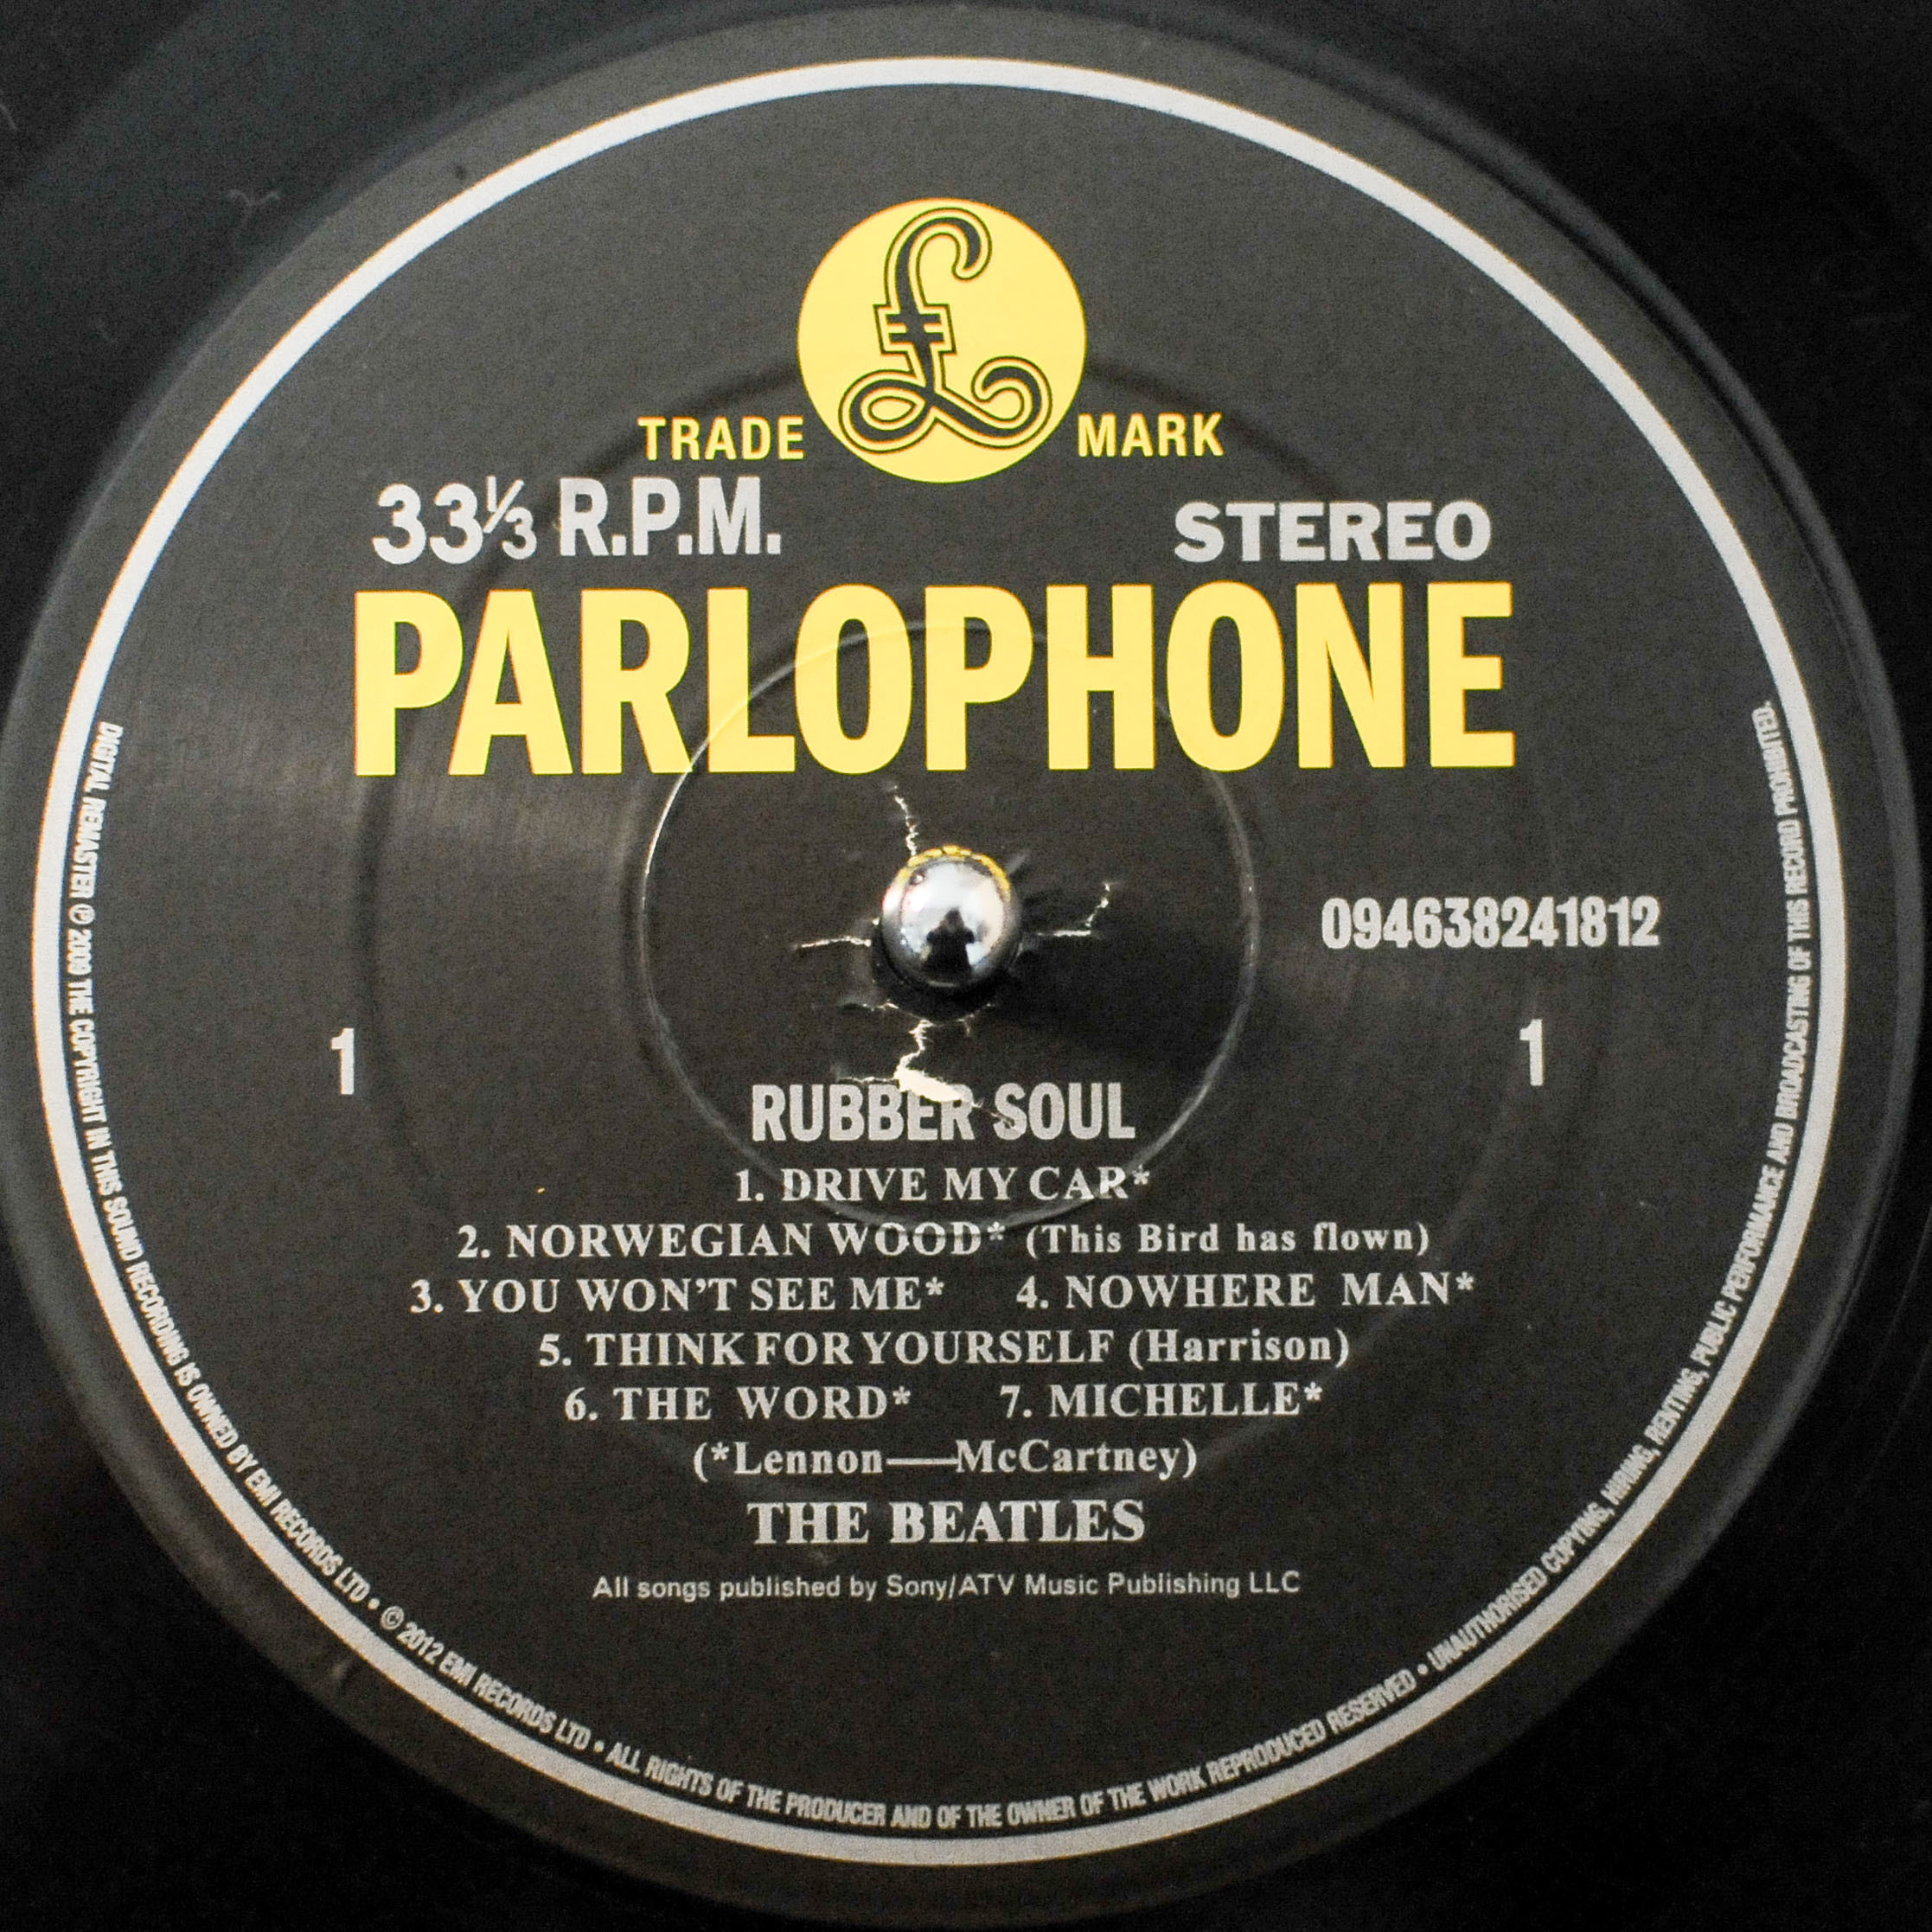 £
TRADE MARK
33⅓ R.P.M. STEREO
PARLOPHONE
094638241812
1 1
RUBBER SOUL
1. DRIVE MY CAR*
2. NORWEGIAN WOOD* (This Bird has flown)
3. YOU WON'T SEE ME* 4. NOWHERE MAN*
5. THINK FOR YOURSELF (Harrison)
6. THE WORD* 7. MICHELLE*
(*Lennon—McCartney)
THE BEATLES
All songs published by Sony/ATV Music Publishing LLC
DIGITAL REMASTER ℗ 2009 THE COPYRIGHT IN THIS SOUND RECORDING IS OWNED BY EMI RECORDS LTD • © 2012 EMI RECORDS LTD • ALL RIGHTS OF THE PRODUCER AND OF THE OWNER OF THE WORK REPRODUCED RESERVED • UNAUTHORISED COPYING, HIRING, RENTING, PUBLIC PERFORMANCE AND BROADCASTING OF THIS RECORD PROHIBITED.